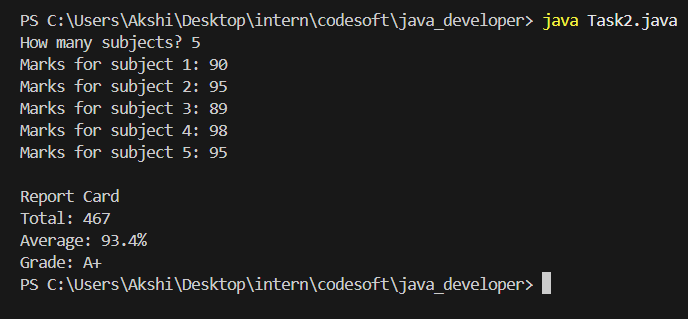 PS C:\Users\Akshi\Desktop\intern\codesoft\java_developer> java Task2.java
How many subjects? 5
Marks for subject 1: 90
Marks for subject 2: 95
Marks for subject 3: 89
Marks for subject 4: 98
Marks for subject 5: 95

Report Card
Total: 467
Average: 93.4%
Grade: A+
PS C:\Users\Akshi\Desktop\intern\codesoft\java_developer>